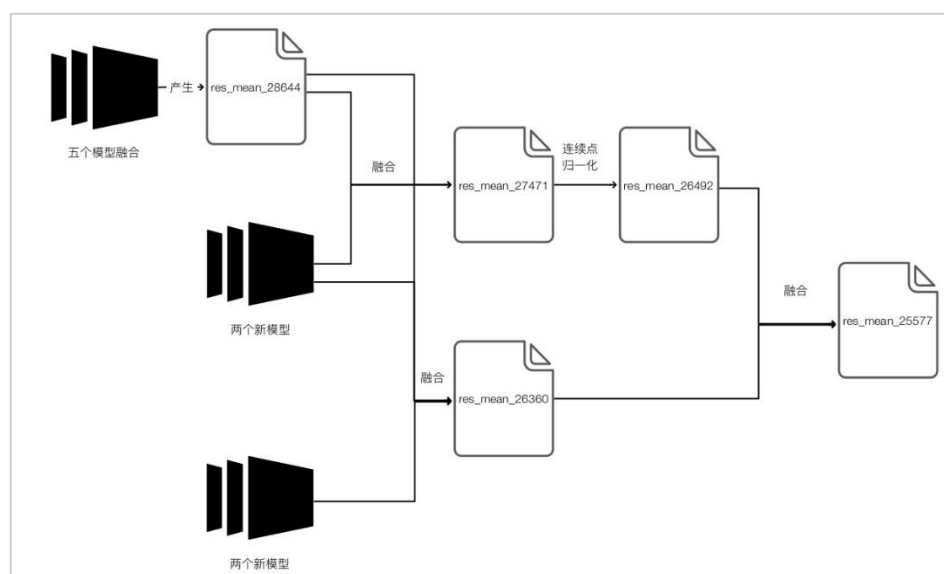 产生
res_mean_28644
五个模型融合
融合
连续点
归一化
res_mean_27471
res_mean_26492
两个新模型
融合
res_mean_25577
融合
res_mean_26360
两个新模型